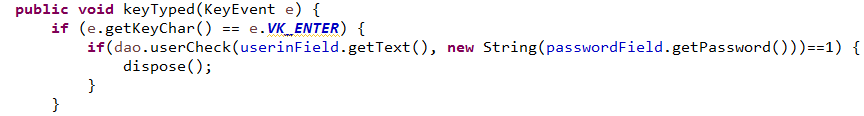 public void keyTyped(KeyEvent e) {
    if (e.getKeyChar() == e.VK_ENTER) {
        if(dao.userCheck(userinField.getText(), new String(passwordField.getPassword()))==1) {
            dispose();
        }
    }